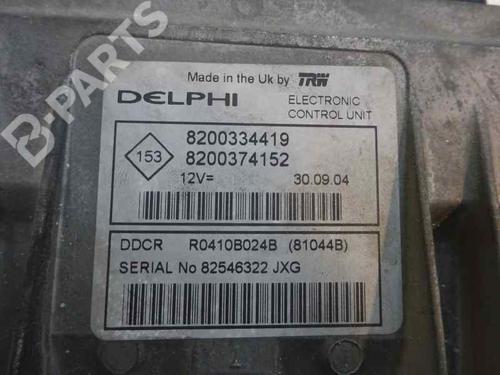 B-PARTS
Made in the Uk by TRW
DELPHI
ELECTRONIC
CONTROL UNIT
153
8200334419
8200374152
12V=
30.09.04
DDCR R0410B024B (81044B)
SERIAL No 82546322 JXG